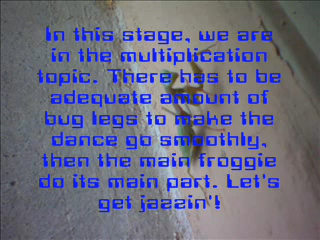 In this stage, we are
in the multiplication
topic. There has to be
adequate amount of
bug legs to make the
dance go smoothly,
then the main froggie
do its main part. Let's
get jazzin'!